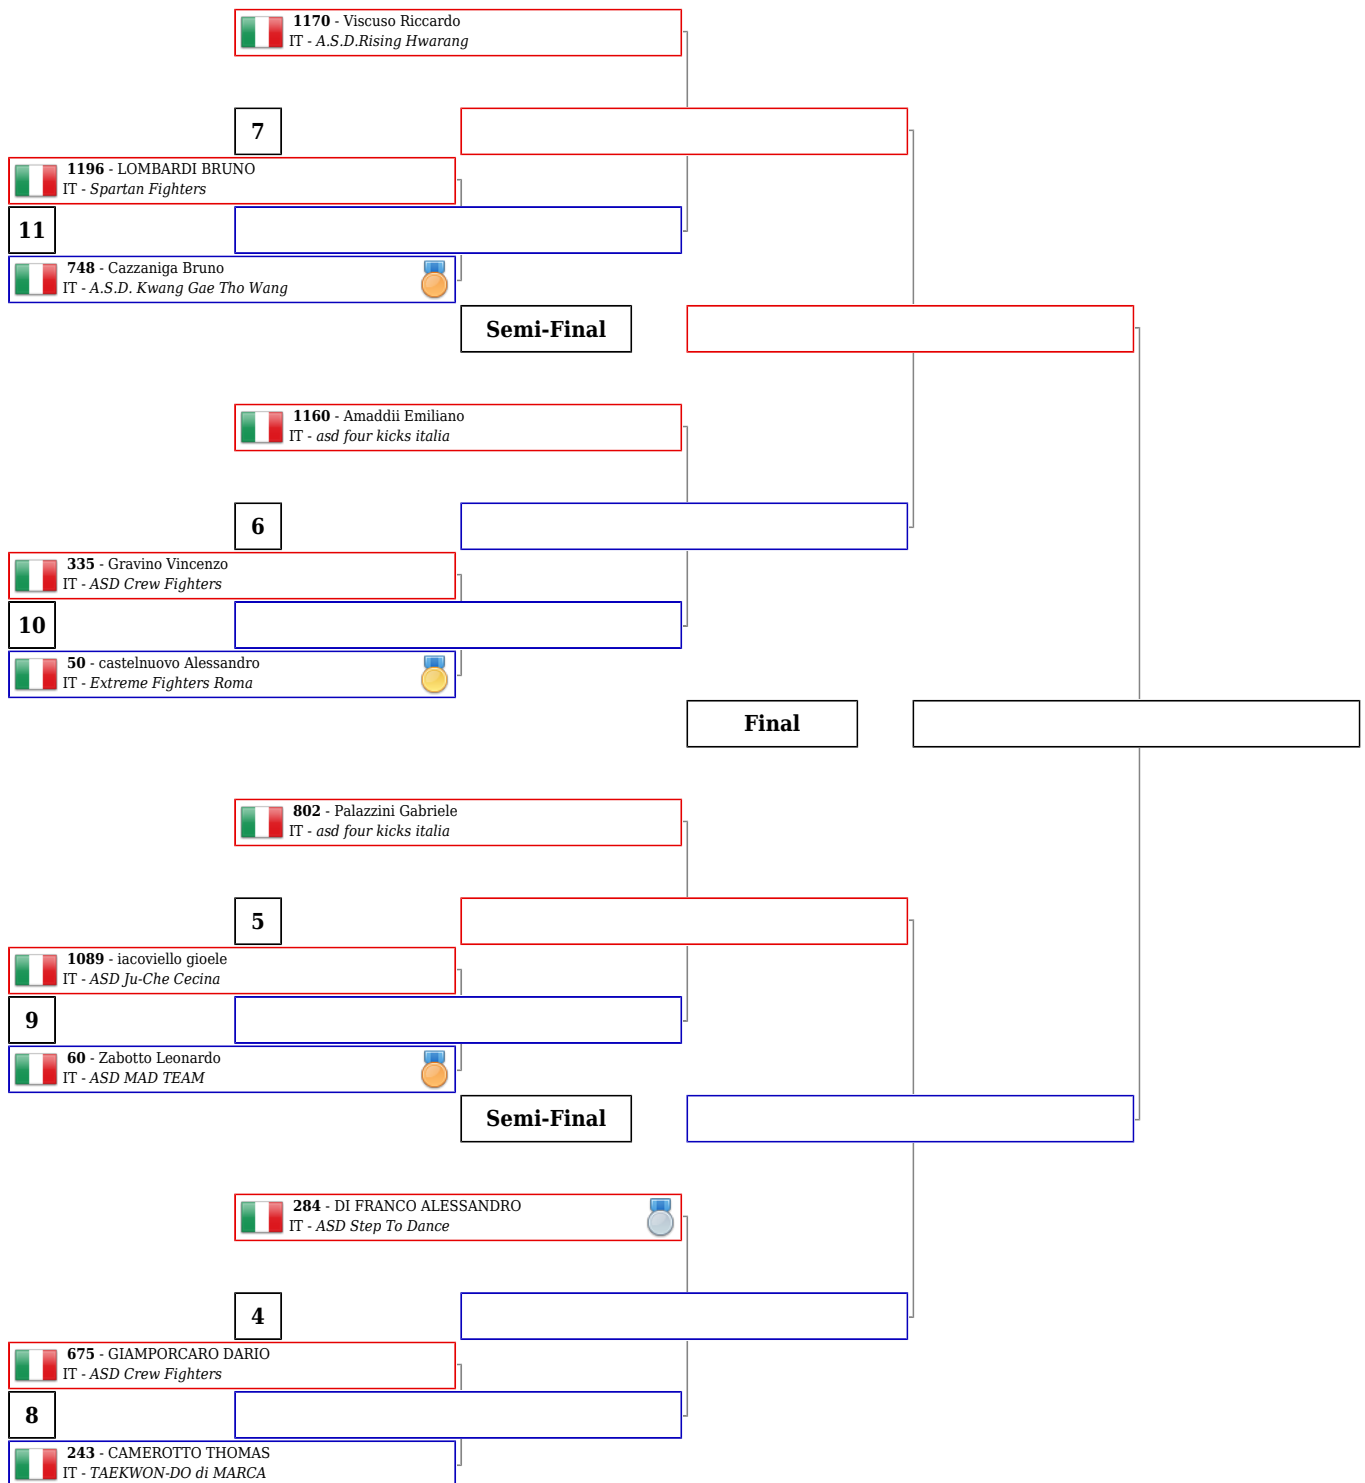 1170 - Viscuso Riccardo
IT - A.S.D.Rising Hwarang
7
1196 - LOMBARDI BRUNO
IT - Spartan Fighters
11
748 - Cazzaniga Bruno
IT - A.S.D. Kwang Gae Tho Wang
Semi-Final
1160 - Amaddii Emiliano
IT - asd four kicks italia
6
335 - Gravino Vincenzo
IT - ASD Crew Fighters
10
50 - castelnuovo Alessandro
IT - Extreme Fighters Roma
Final
802 - Palazzini Gabriele
IT - asd four kicks italia
5
1089 - iacoviello gioele
IT - ASD Ju-Che Cecina
9
60 - Zabotto Leonardo
IT - ASD MAD TEAM
Semi-Final
284 - DI FRANCO ALESSANDRO
IT - ASD Step To Dance
4
675 - GIAMPORCARO DARIO
IT - ASD Crew Fighters
8
243 - CAMEROTTO THOMAS
IT - TAEKWON-DO di MARCA